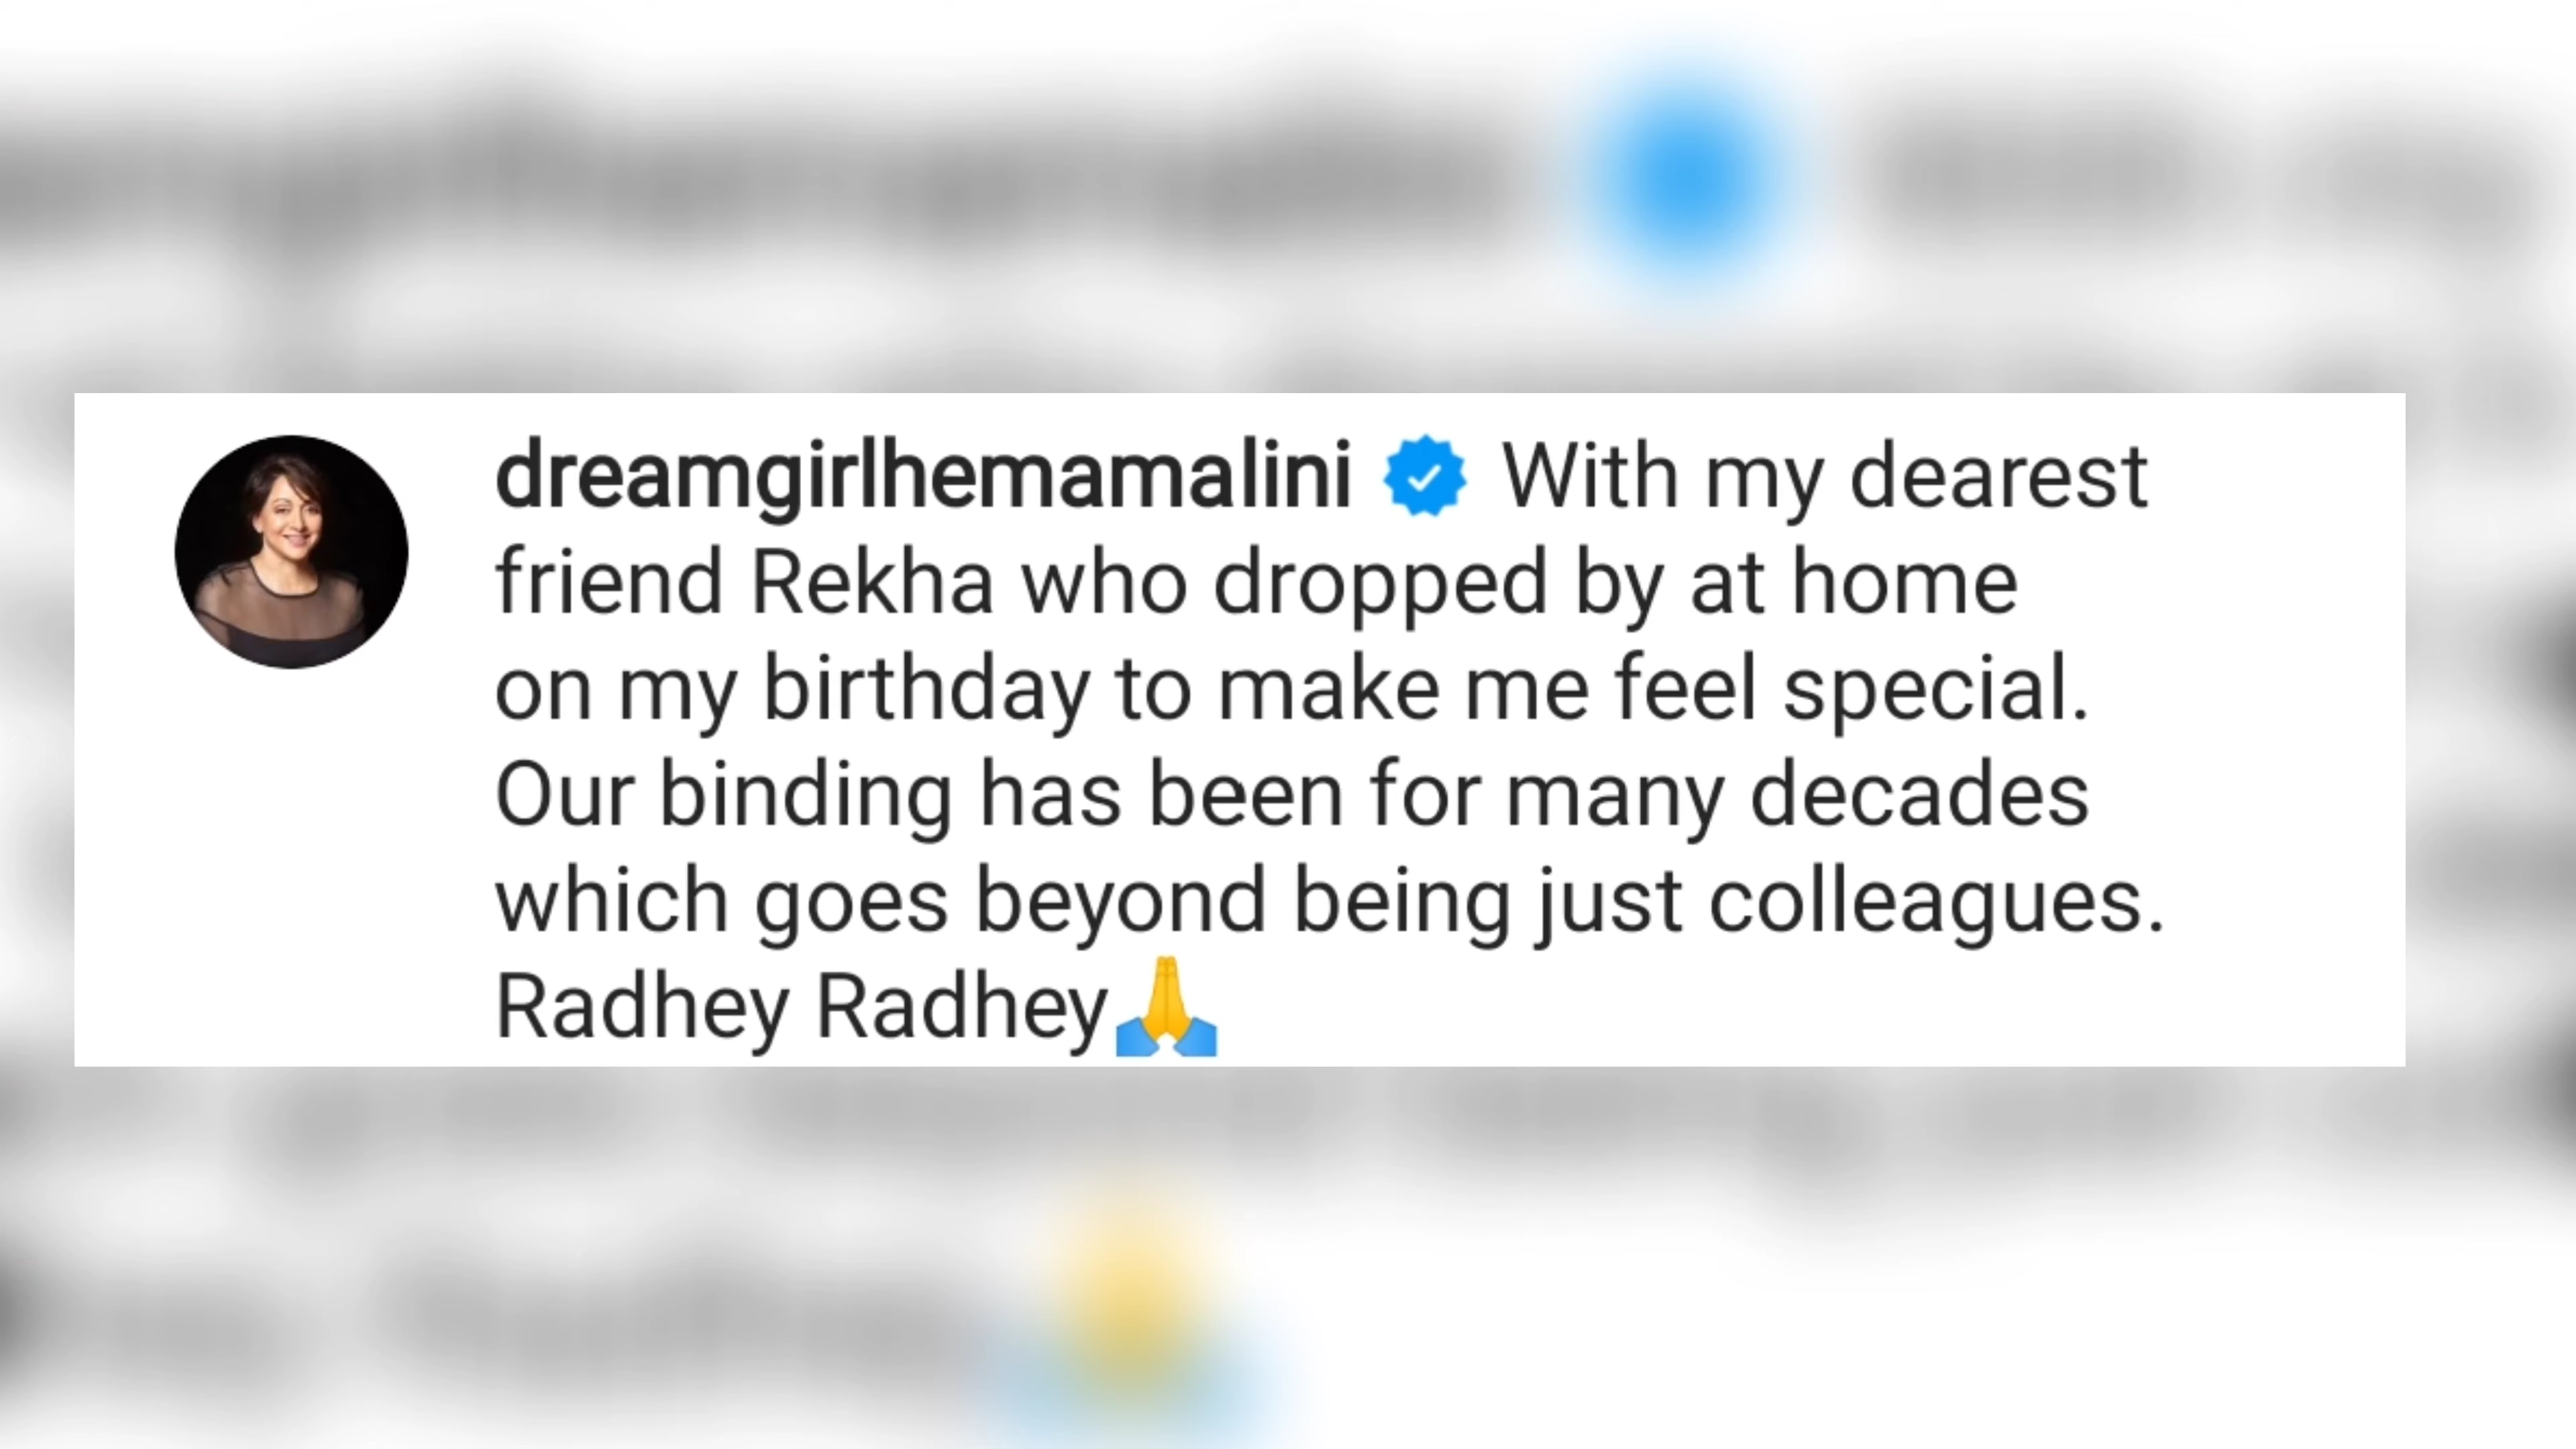 dreamgirlhemamalini With my dearest
friend Rekha who dropped by at home
on my birthday to make me feel special.
Our binding has been for many decades
which goes beyond being just colleagues.
Radhey Radhey🙏